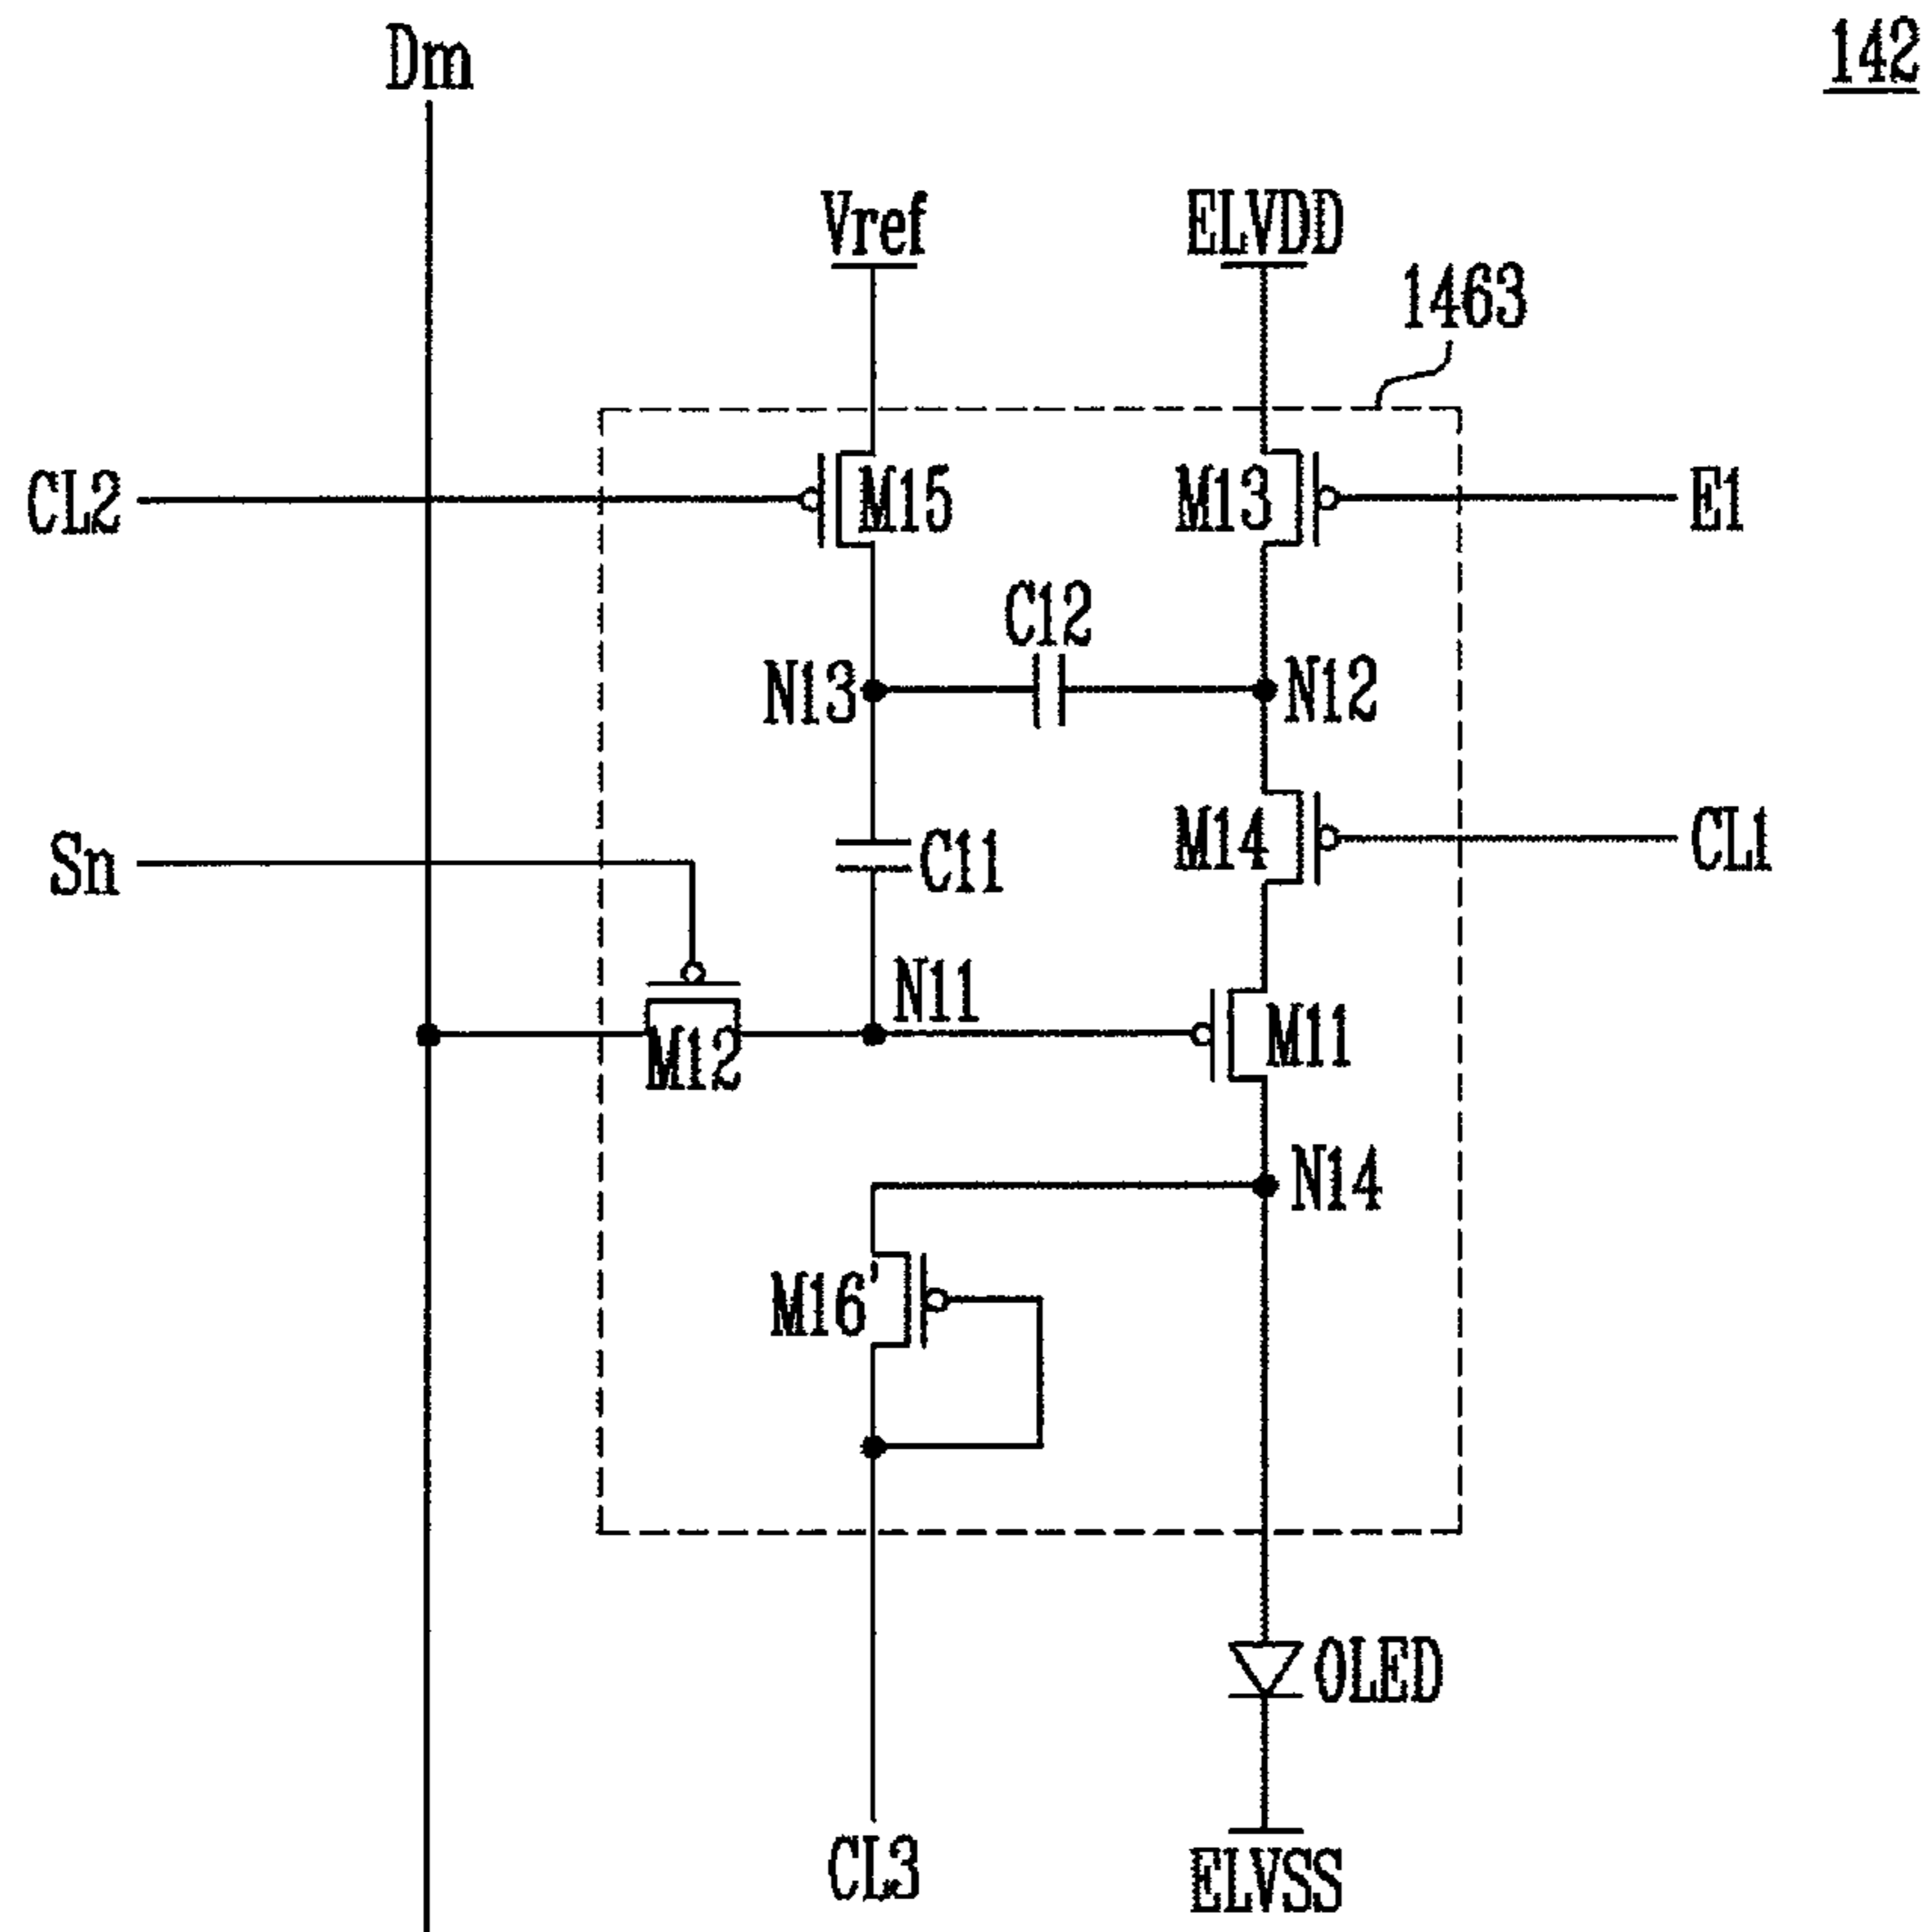 Dm
142
Vref
ELVDD
1463
CL2
M15
M13
E1
C12
N13
N12
Sn
C11
M14
CL1
N11
M12
M11
N14
M16'
OLED
CL3
ELVSS